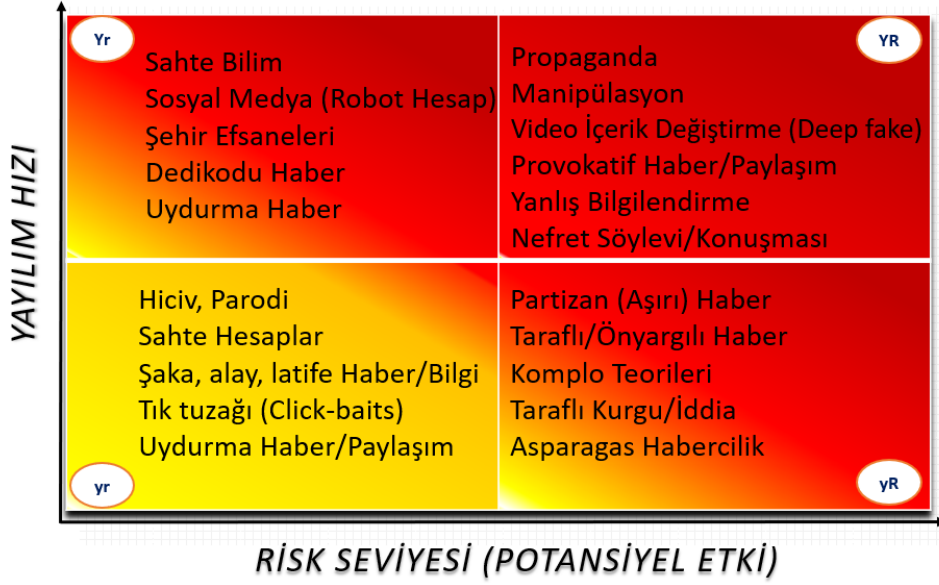 Yr
Sahte Bilim
Sosyal Medya (Robot Hesap)
Şehir Efsaneleri
Dedikodu Haber
Uydurma Haber
YR
Propaganda
Manipülasyon
Video İçerik Değiştirme (Deep fake)
Provokatif Haber/Paylaşım
Yanlış Bilgilendirme
Nefret Söylevi/Konuşması
YAYILIM HIZI
Hiciv, Parodi
Sahte Hesaplar
Şaka, alay, latife Haber/Bilgi
Tık tuzağı (Click-baits)
Uydurma Haber/Paylaşım
yr
Partizan (Aşırı) Haber
Taraflı/Önyargılı Haber
Komplo Teorileri
Taraflı Kurgu/İddia
Asparagas Habercilik
yR
RİSK SEVİYESİ (POTANSİYEL ETKİ)